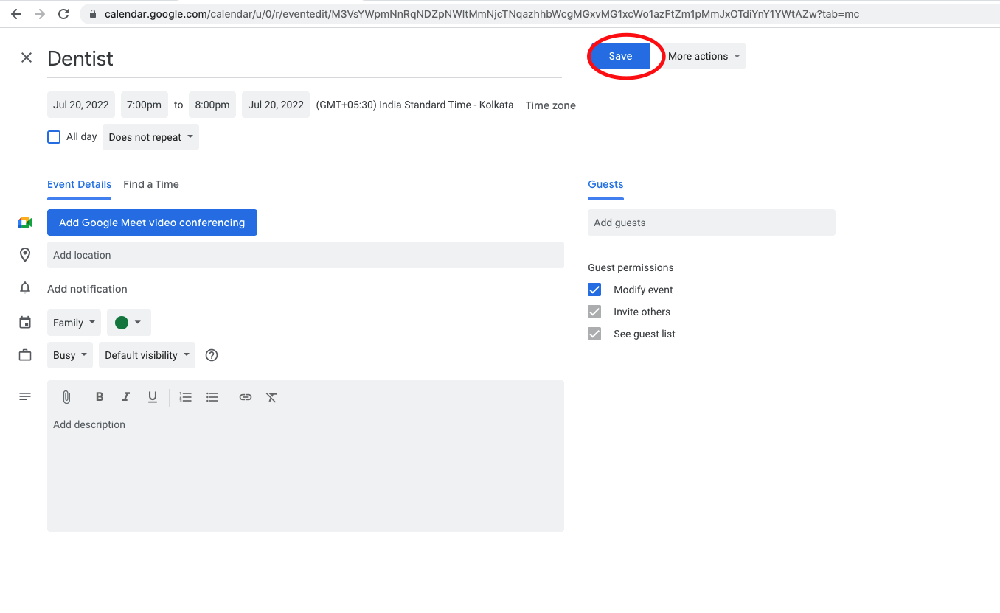 calendar.google.com/calendar/u/0/r/eventedit/M3VsYWpmNnRqNDZpNWltMmNjcTNqazhhbWcgMGxvMG1xcWo1azFtZm1pMmJxOTdiYnY1YWtAZw?tab=mc
Dentist
Save
More actions
Jul 20, 2022 7:00pm to 8:00pm Jul 20, 2022 (GMT+05:30) India Standard Time - Kolkata Time zone
All day Does not repeat
Event Details Find a Time
Guests
Add Google Meet video conferencing
Add guests
Add location
Guest permissions
Add notification
Modify event
Invite others
Family
See guest list
Busy Default visibility
B I U
Add description